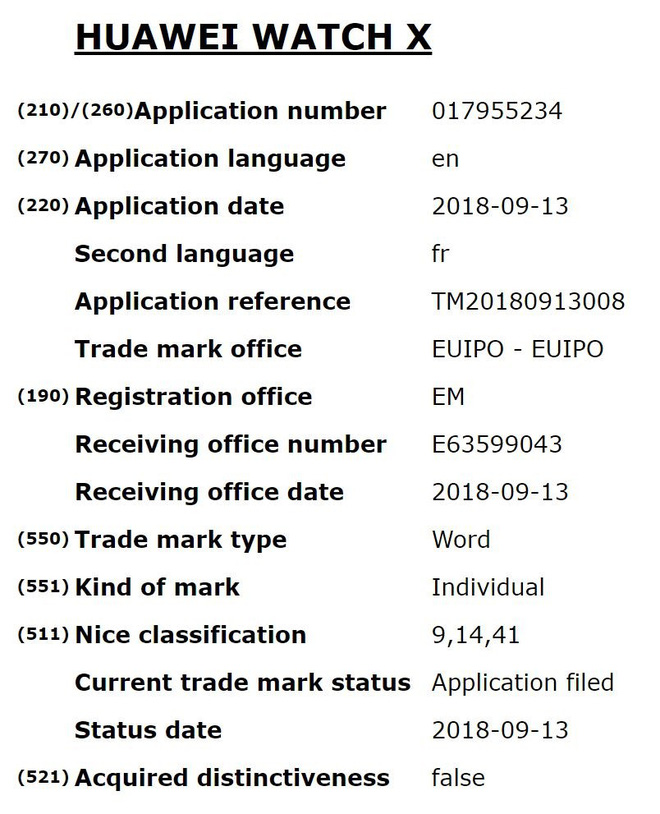 HUAWEI WATCH X
(210)/(260)Application number 017955234
(270) Application language en
(220) Application date 2018-09-13
Second language fr
Application reference TM20180913008
Trade mark office EUIPO - EUIPO
(190) Registration office EM
Receiving office number E63599043
Receiving office date 2018-09-13
(550) Trade mark type Word
(551) Kind of mark Individual
(511) Nice classification 9,14,41
Current trade mark status Application filed
Status date 2018-09-13
(521) Acquired distinctiveness false